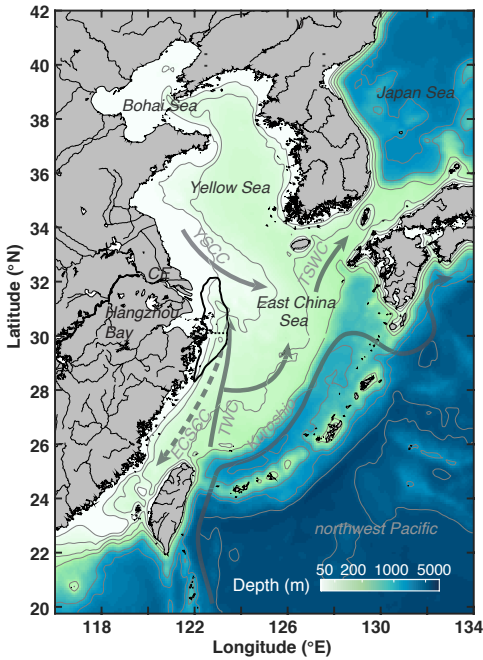 42
40
38
36
34
32
30
28
26
24
22
20
Latitude (°N)
Bohai Sea
Japan Sea
Yellow Sea
YSCC
TSWC
CE
Hangzhou
Bay
East China
Sea
ECSCC
TWC
Kuroshio
northwest Pacific
Depth (m)
50 200 1000 5000
118 122 126 130 134
Longitude (°E)